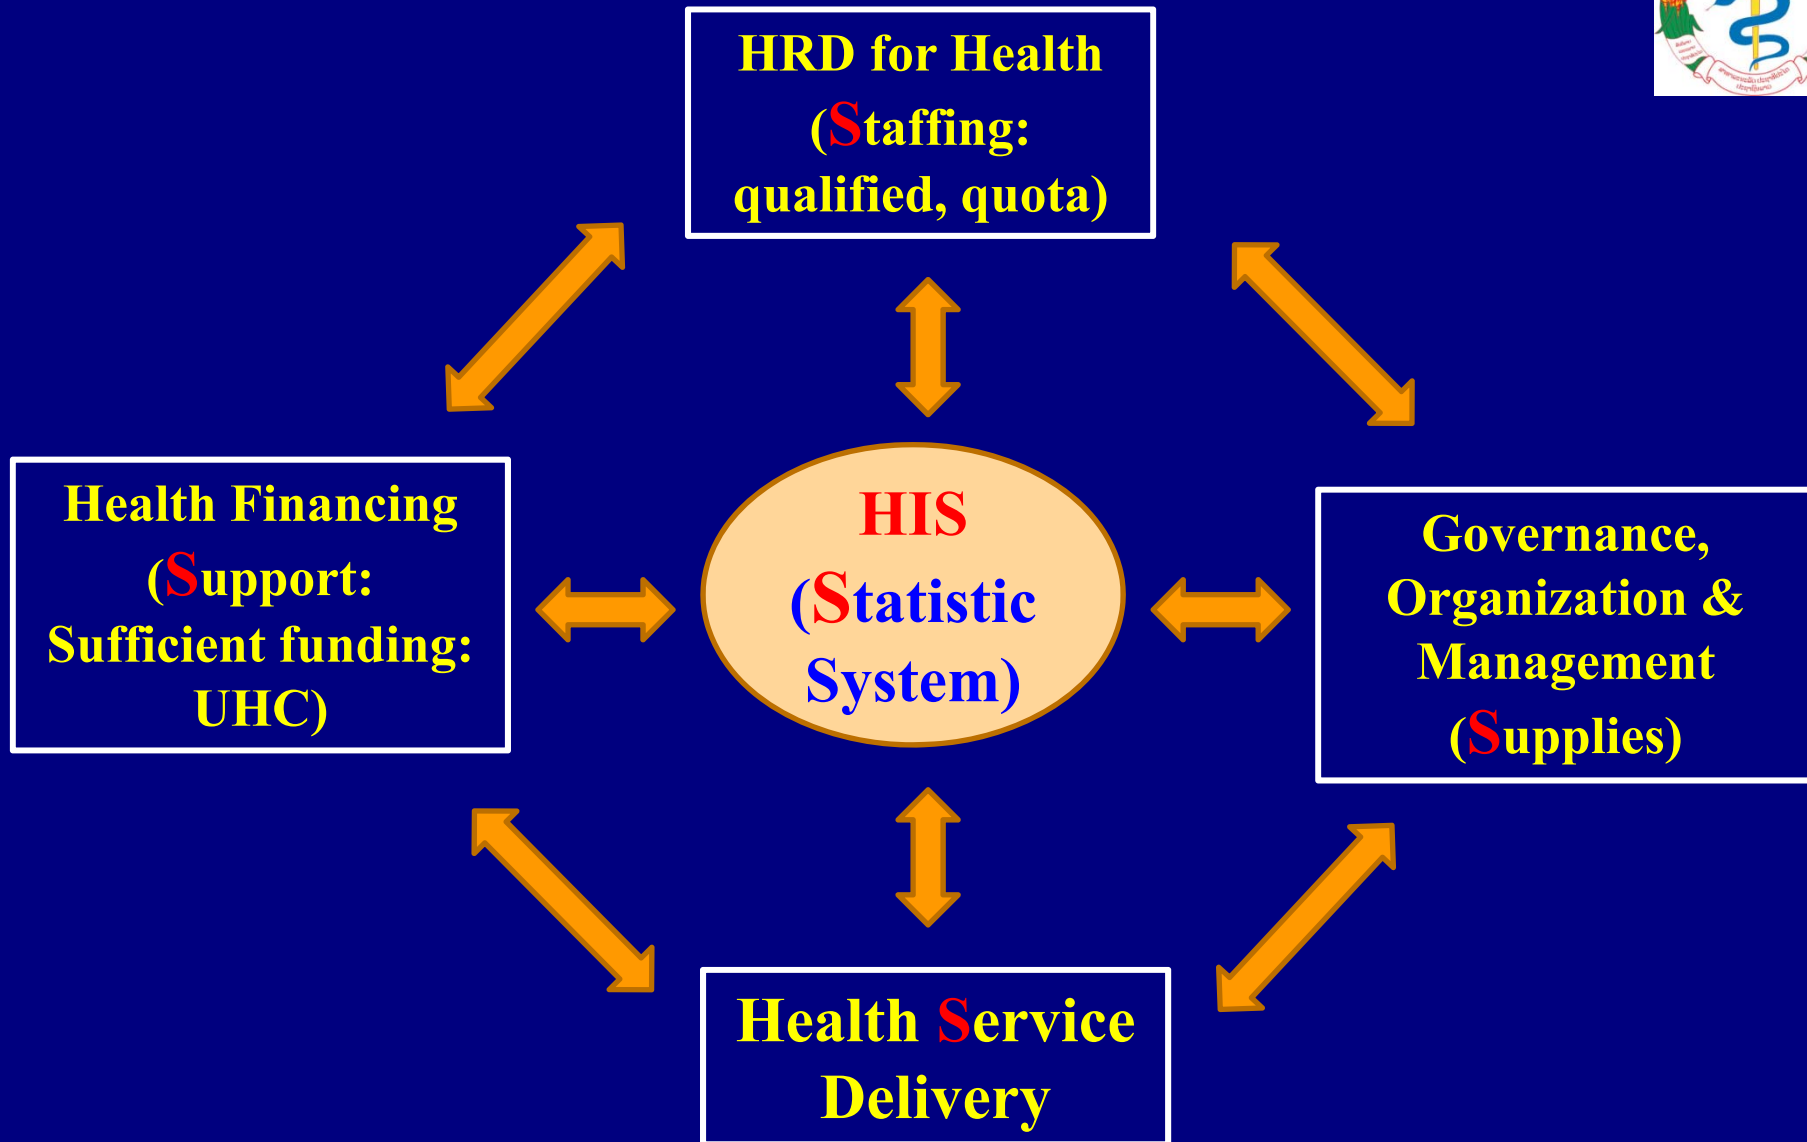 HRD for Health
(Staffing:
qualified, quota)
Health Financing
(Support:
Sufficient funding:
UHC)
HIS
(Statistic
System)
Governance,
Organization &
Management
(Supplies)
Health Service
Delivery